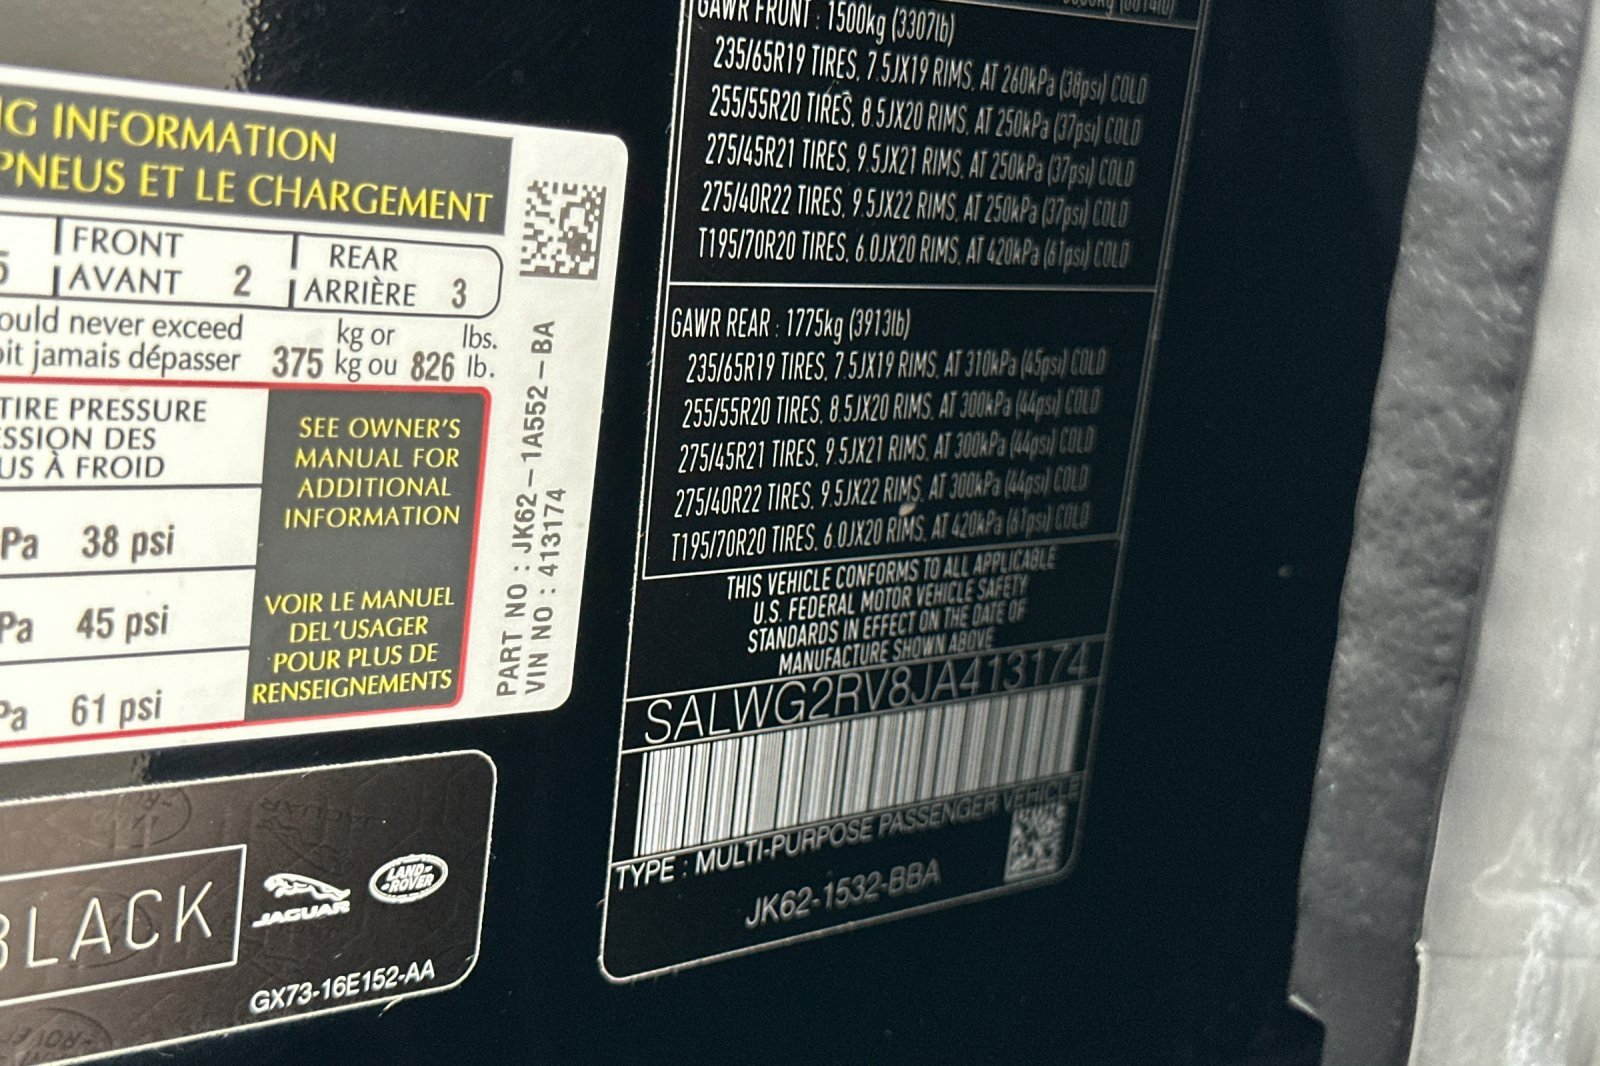 NG INFORMATION
PNEUS ET LE CHARGEMENT
5
FRONT
AVANT 2
REAR
ARRIÈRE 3
ould never exceed
oit jamais dépasser 375 kg or
kg ou 826 lbs.
lb.
TIRE PRESSURE
ESSION DES
US À FROID
Pa 38 psi
Pa 45 psi
Pa 61 psi
SEE OWNER'S
MANUAL FOR
ADDITIONAL
INFORMATION
VOIR LE MANUEL
DEL'USAGER
POUR PLUS DE
RENSEIGNEMENTS
PART NO : JK62-1A552-BA
VIN NO : 413174
BLACK
JAGUAR
LAND-
-ROVER
GX73-16E152-AA
GAWR FRONT : 1500kg (3307lb)
235/65R19 TIRES, 7.5JX19 RIMS, AT 260kPa (38psi) COLD
255/55R20 TIRES, 8.5JX20 RIMS, AT 250kPa (37psi) COLD
275/45R21 TIRES, 9.5JX21 RIMS, AT 250kPa (37psi) COLD
275/40R22 TIRES, 9.5JX22 RIMS, AT 250kPa (37psi) COLD
T195/70R20 TIRES, 6.0JX20 RIMS, AT 420kPa (61psi) COLD
GAWR REAR : 1775kg (3913lb)
235/65R19 TIRES, 7.5JX19 RIMS, AT 310kPa (45psi) COLD
255/55R20 TIRES, 8.5JX20 RIMS, AT 300kPa (44psi) COLD
275/45R21 TIRES, 9.5JX21 RIMS, AT 300kPa (44psi) COLD
275/40R22 TIRES, 9.5JX22 RIMS, AT 300kPa (44psi) COLD
T195/70R20 TIRES, 6.0JX20 RIMS, AT 420kPa (61psi) COLD
THIS VEHICLE CONFORMS TO ALL APPLICABLE
U.S. FEDERAL MOTOR VEHICLE SAFETY
STANDARDS IN EFFECT ON THE DATE OF
MANUFACTURE SHOWN ABOVE
SALWG2RV8JA413174
TYPE : MULTI-PURPOSE PASSENGER VEHICLE
JK62-1532-BBA